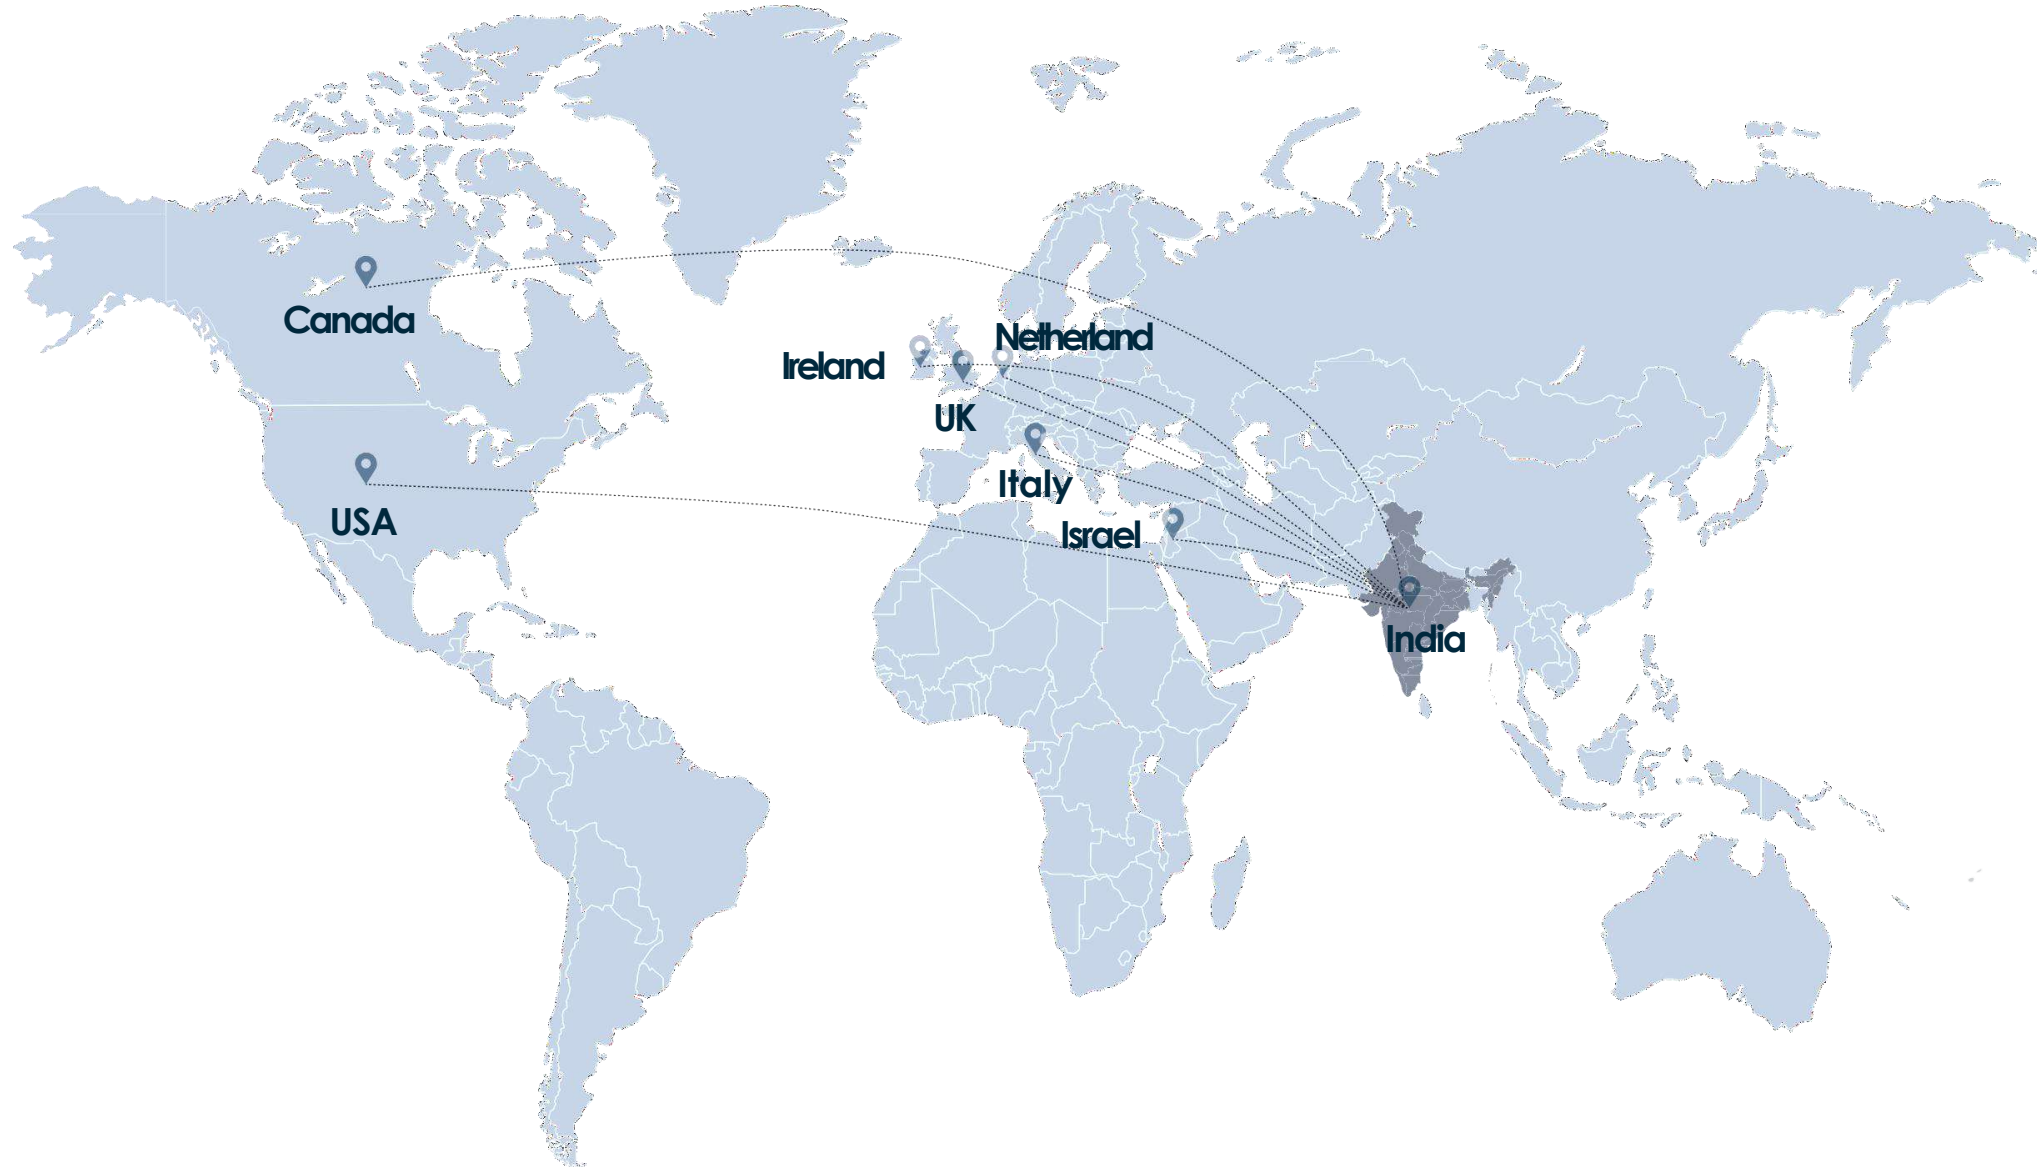 Canada
Netherland
Ireland
UK
Italy
USA
Israel
India